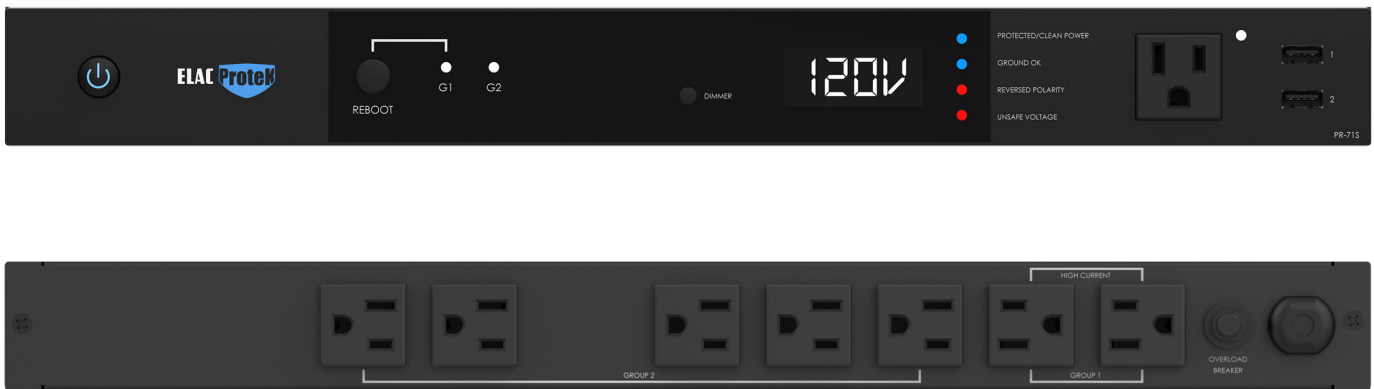 ELAC ProteK
REBOOT
G1
G2
DIMMER
120V
PROTECTED/CLEAN POWER
GROUND OK
REVERSED POLARITY
UNSAFE VOLTAGE
1
2
PR-71S
HIGH CURRENT
GROUP 2
GROUP 1
OVERLOAD
BREAKER